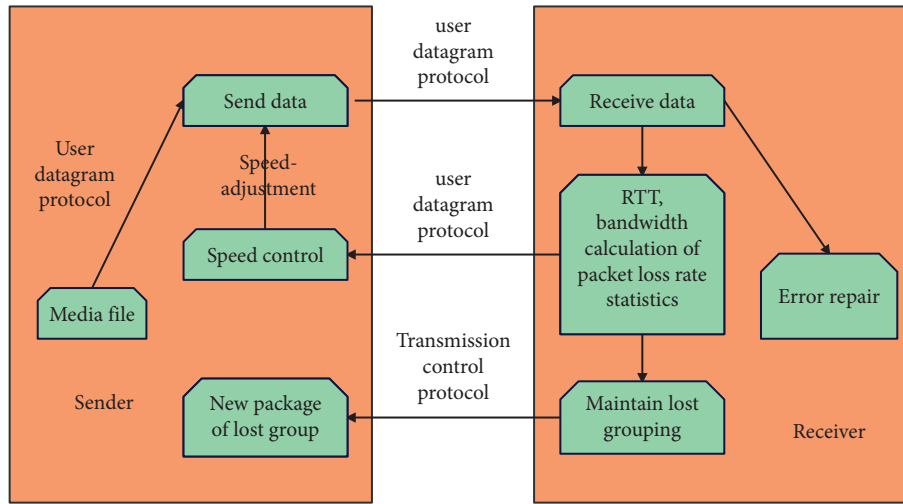 user
datagram
protocol
Send data
Receive data
User
datagram
protocol
Speed-
adjustment
user
datagram
protocol
RTT,
bandwidth
calculation of
packet loss rate
statistics
Speed control
Media file
Error repair
Transmission
control
protocol
Sender
New package
of lost group
Maintain lost
grouping
Receiver